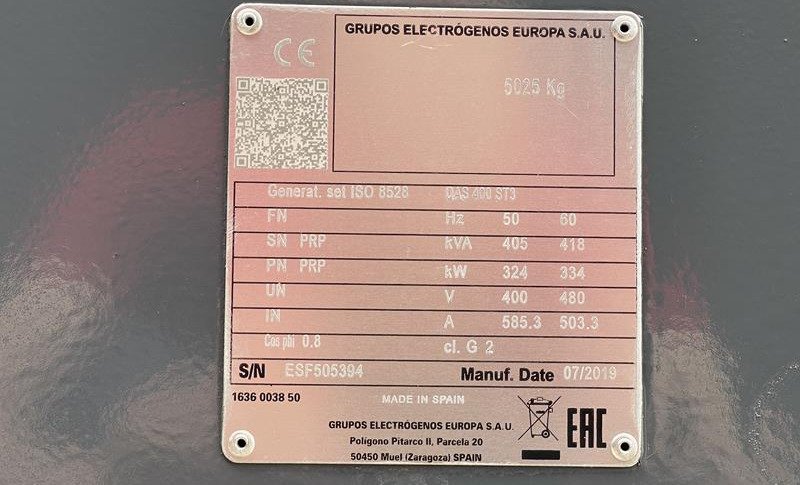 GRUPOS ELECTRÓGENOS EUROPA S.A.U.
CE
5025 Kg
Generat. set ISO 8528 QAS 400 ST3
FN Hz 50 60
SN PRP kVA 405 418
PN PRP kW 324 334
UN V 400 480
IN A 585.3 503.3
Cos phi 0.8 cl. G 2
S/N ESF505394 Manuf. Date 07/2019
1636 0038 50 MADE IN SPAIN
GRUPOS ELECTRÓGENOS EUROPA S.A.U.
Polígono Pitarco II, Parcela 20
50450 Muel (Zaragoza) SPAIN
EAC